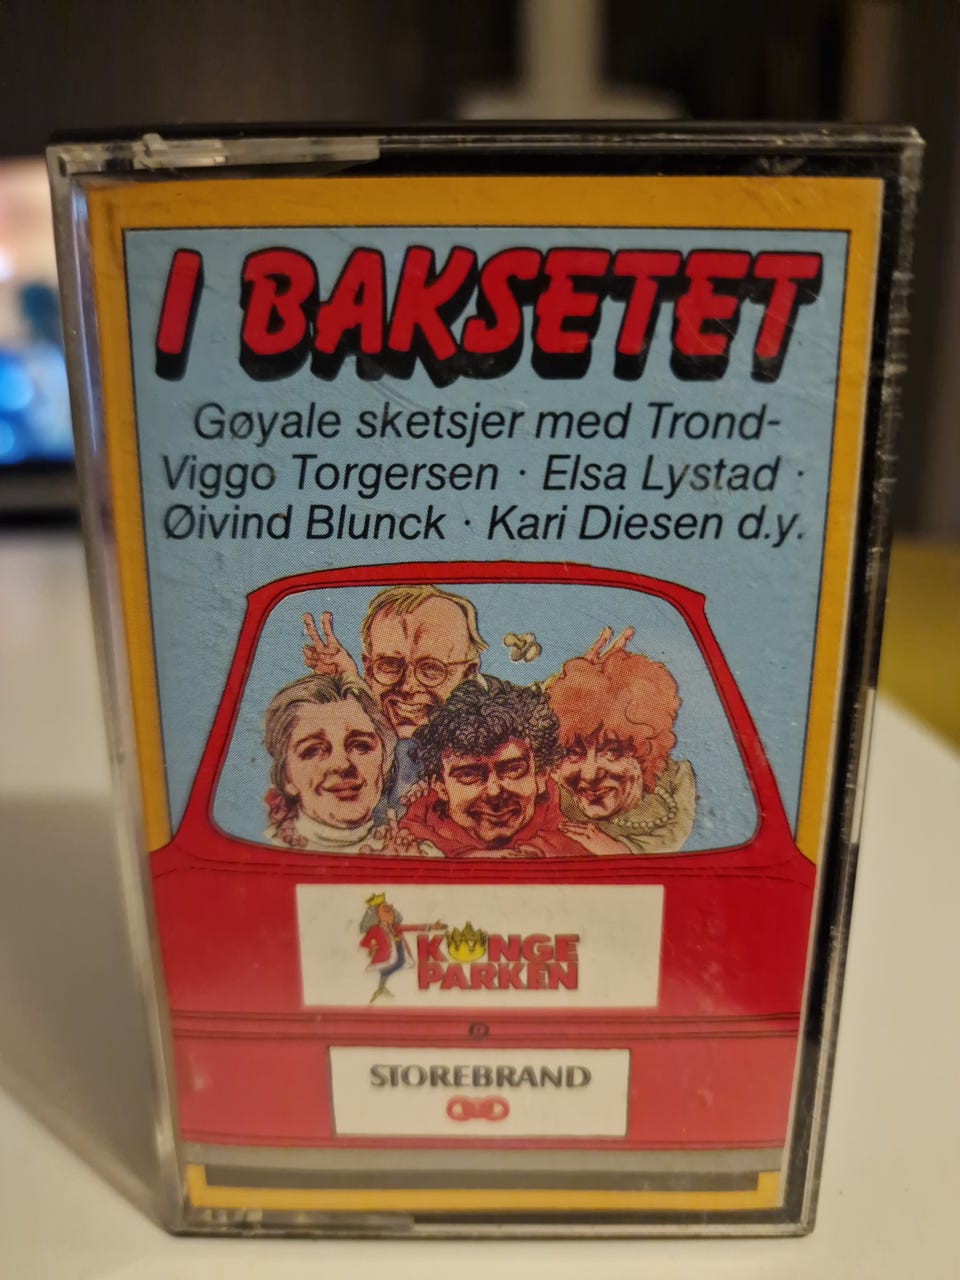 I BAKSETET
Gøyale sketsjer med Trond-
Viggo Torgersen · Elsa Lystad ·
Øivind Blunck · Kari Diesen d.y.
KONGE
PARKEN
STOREBRAND